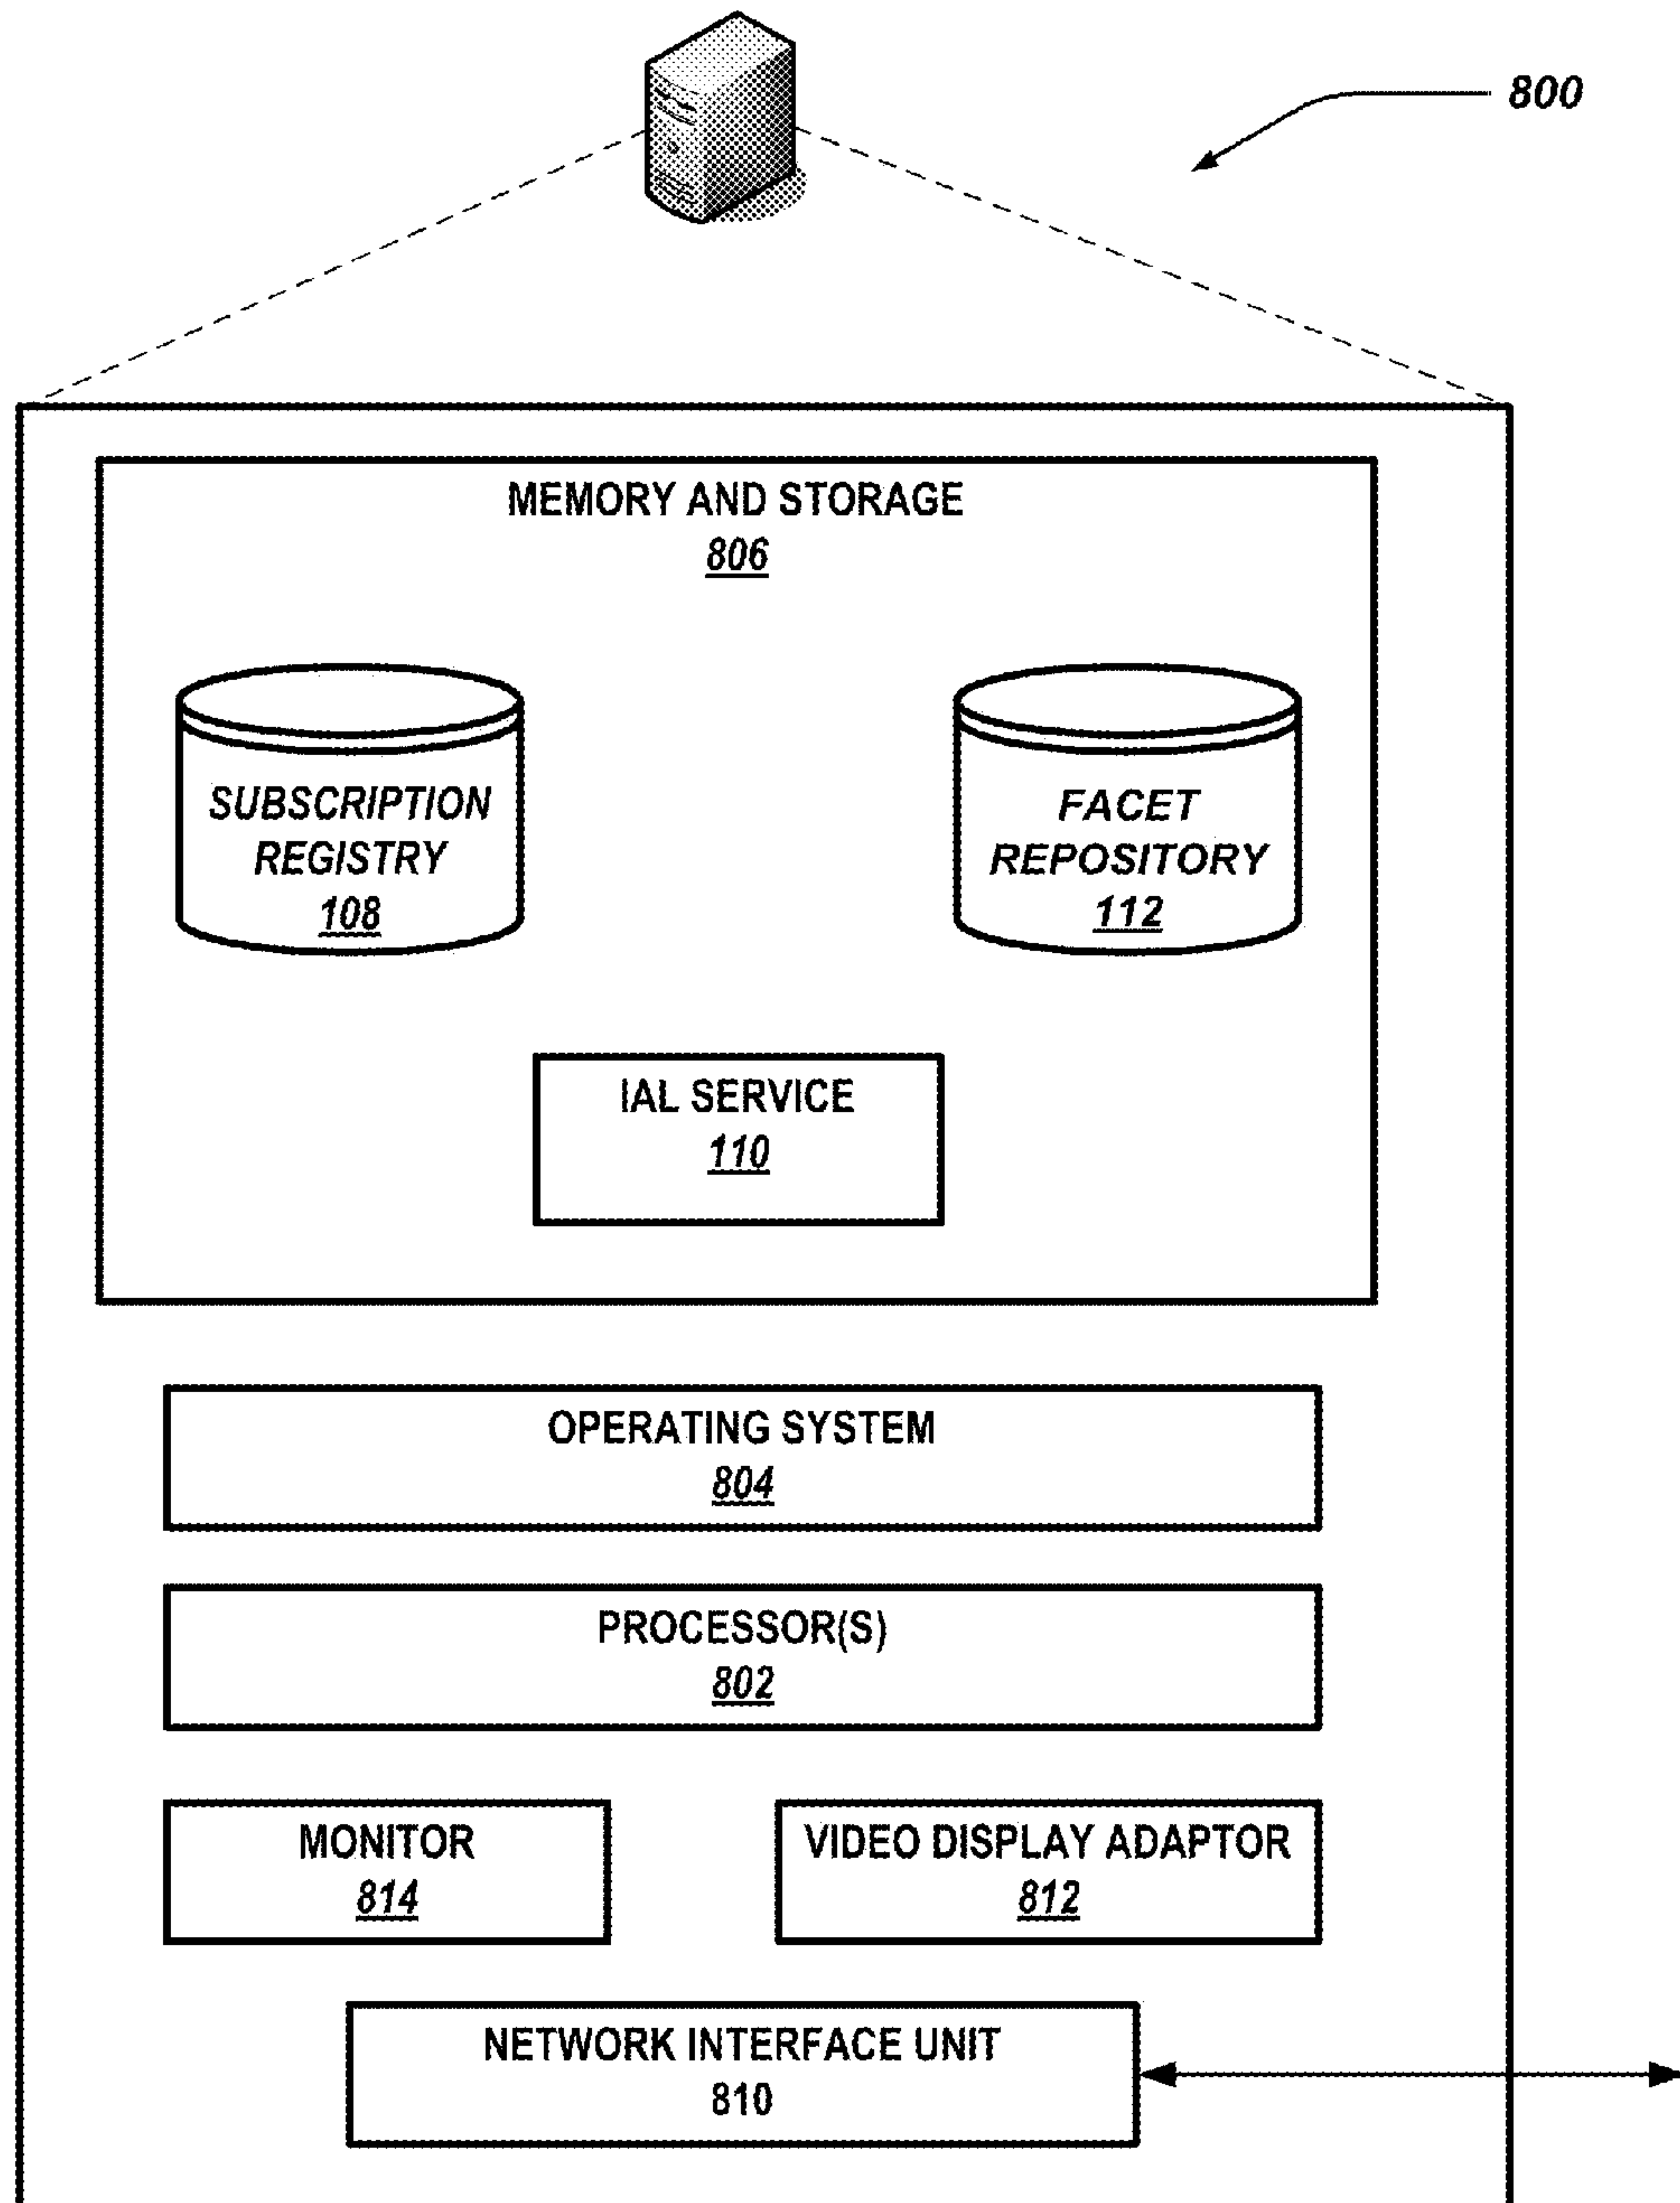 800
MEMORY AND STORAGE
806
SUBSCRIPTION
REGISTRY
108
FACET
REPOSITORY
112
IAL SERVICE
110
OPERATING SYSTEM
804
PROCESSOR(S)
802
MONITOR
814
VIDEO DISPLAY ADAPTOR
812
NETWORK INTERFACE UNIT
810